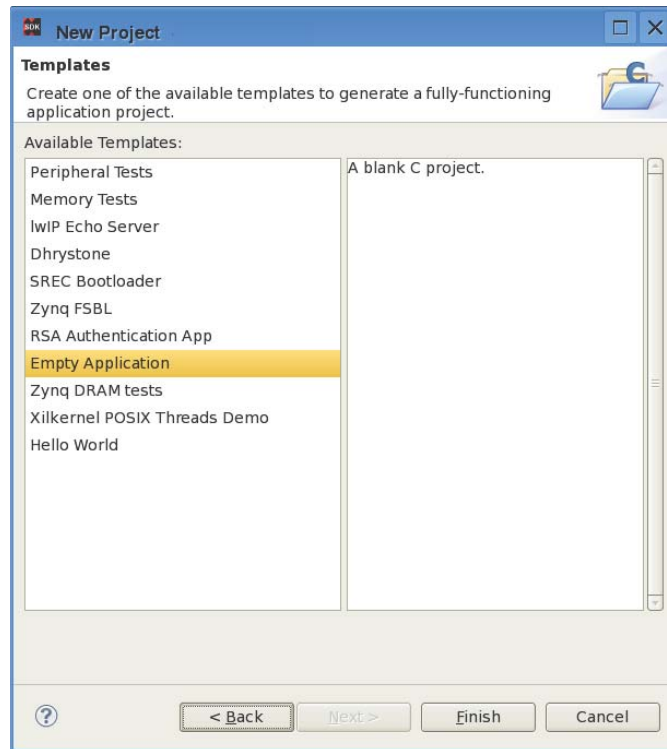 SDK
New Project
Templates
Create one of the available templates to generate a fully-functioning
application project.
C
Available Templates:
Peripheral Tests
Memory Tests
lwIP Echo Server
Dhrystone
SREC Bootloader
Zynq FSBL
RSA Authentication App
Empty Application
Zynq DRAM tests
Xilkernel POSIX Threads Demo
Hello World
A blank C project.
?
< Back
Next >
Finish
Cancel